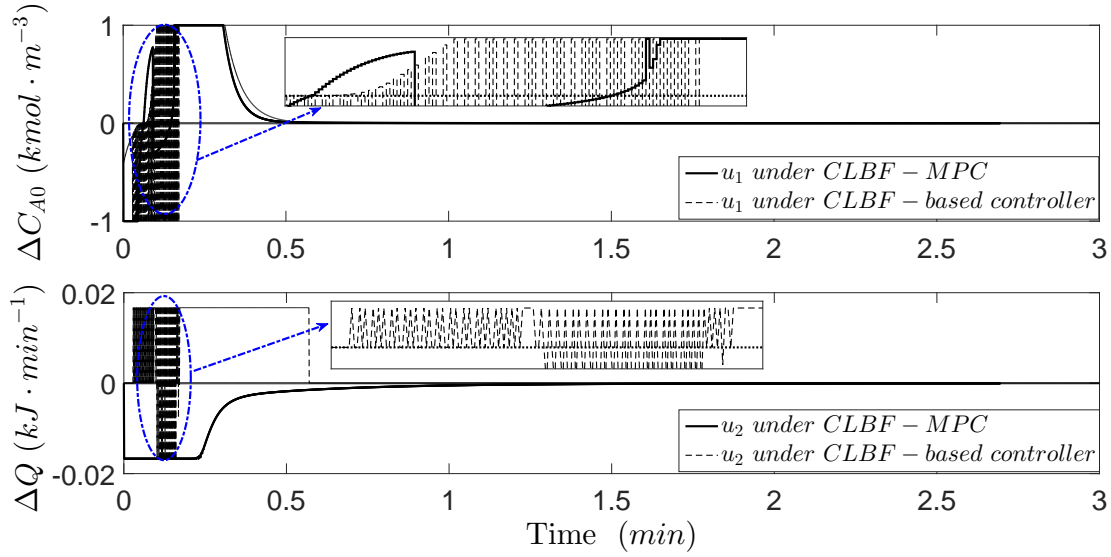 ΔC_{A0} (kmol · m^{−3})
1
0
-1
u_1 under CLBF − MPC
u_1 under CLBF − based controller
0 0.5 1 1.5 2 2.5 3
ΔQ (kJ · min^{−1})
0.02
0
-0.02
u_2 under CLBF − MPC
u_2 under CLBF − based controller
0 0.5 1 1.5 2 2.5 3
Time (min)